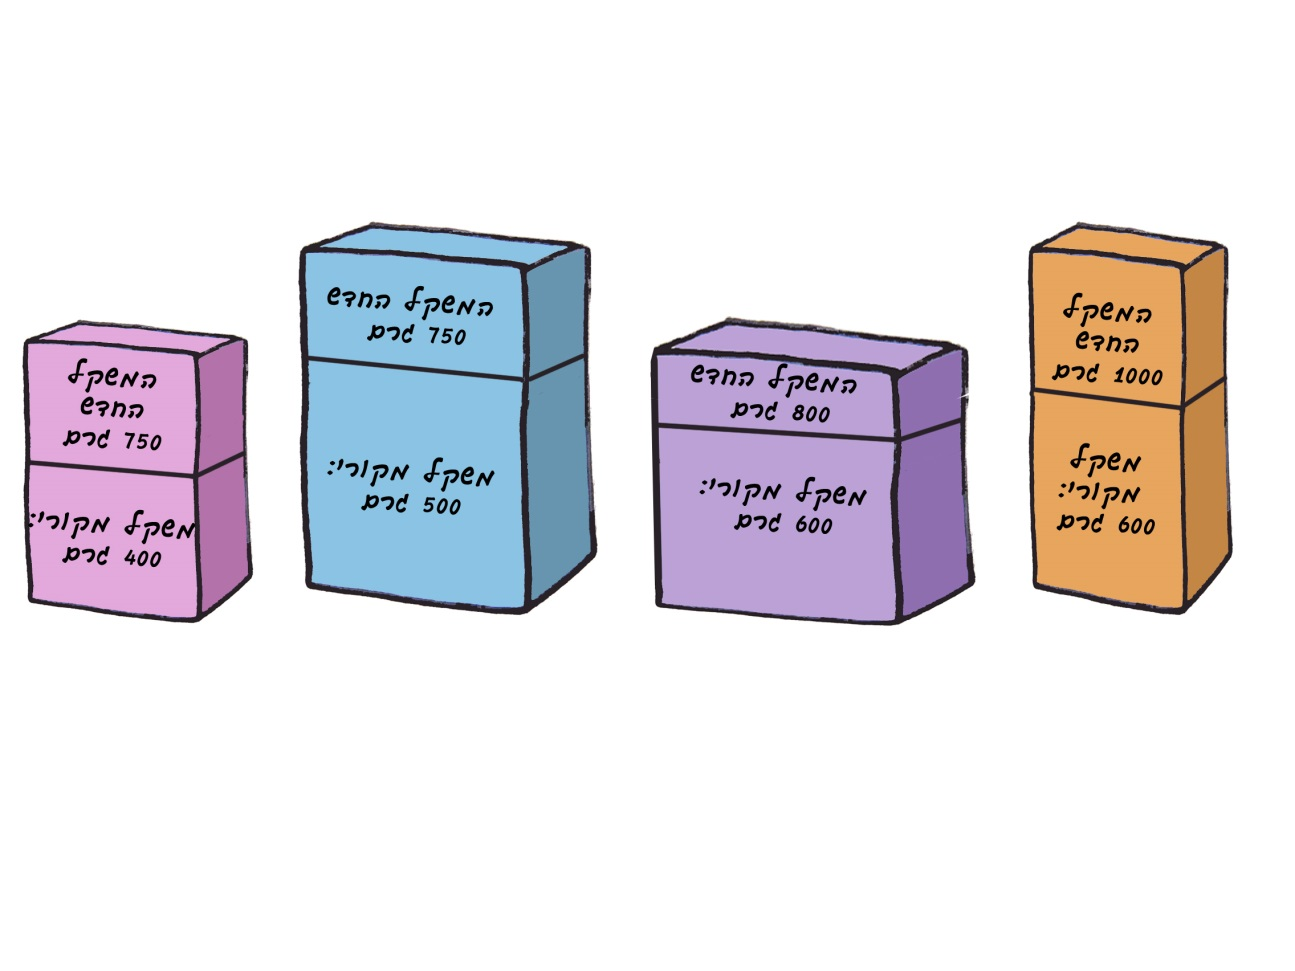 המשקל
החדש
750 גרם
משקל מקורי:
400 גרם
המשקל החדש
750 גרם
משקל מקורי:
500 גרם
המשקל החדש
800 גרם
משקל מקורי:
600 גרם
המשקל
החדש
1000 גרם
משקל
מקורי:
600 גרם